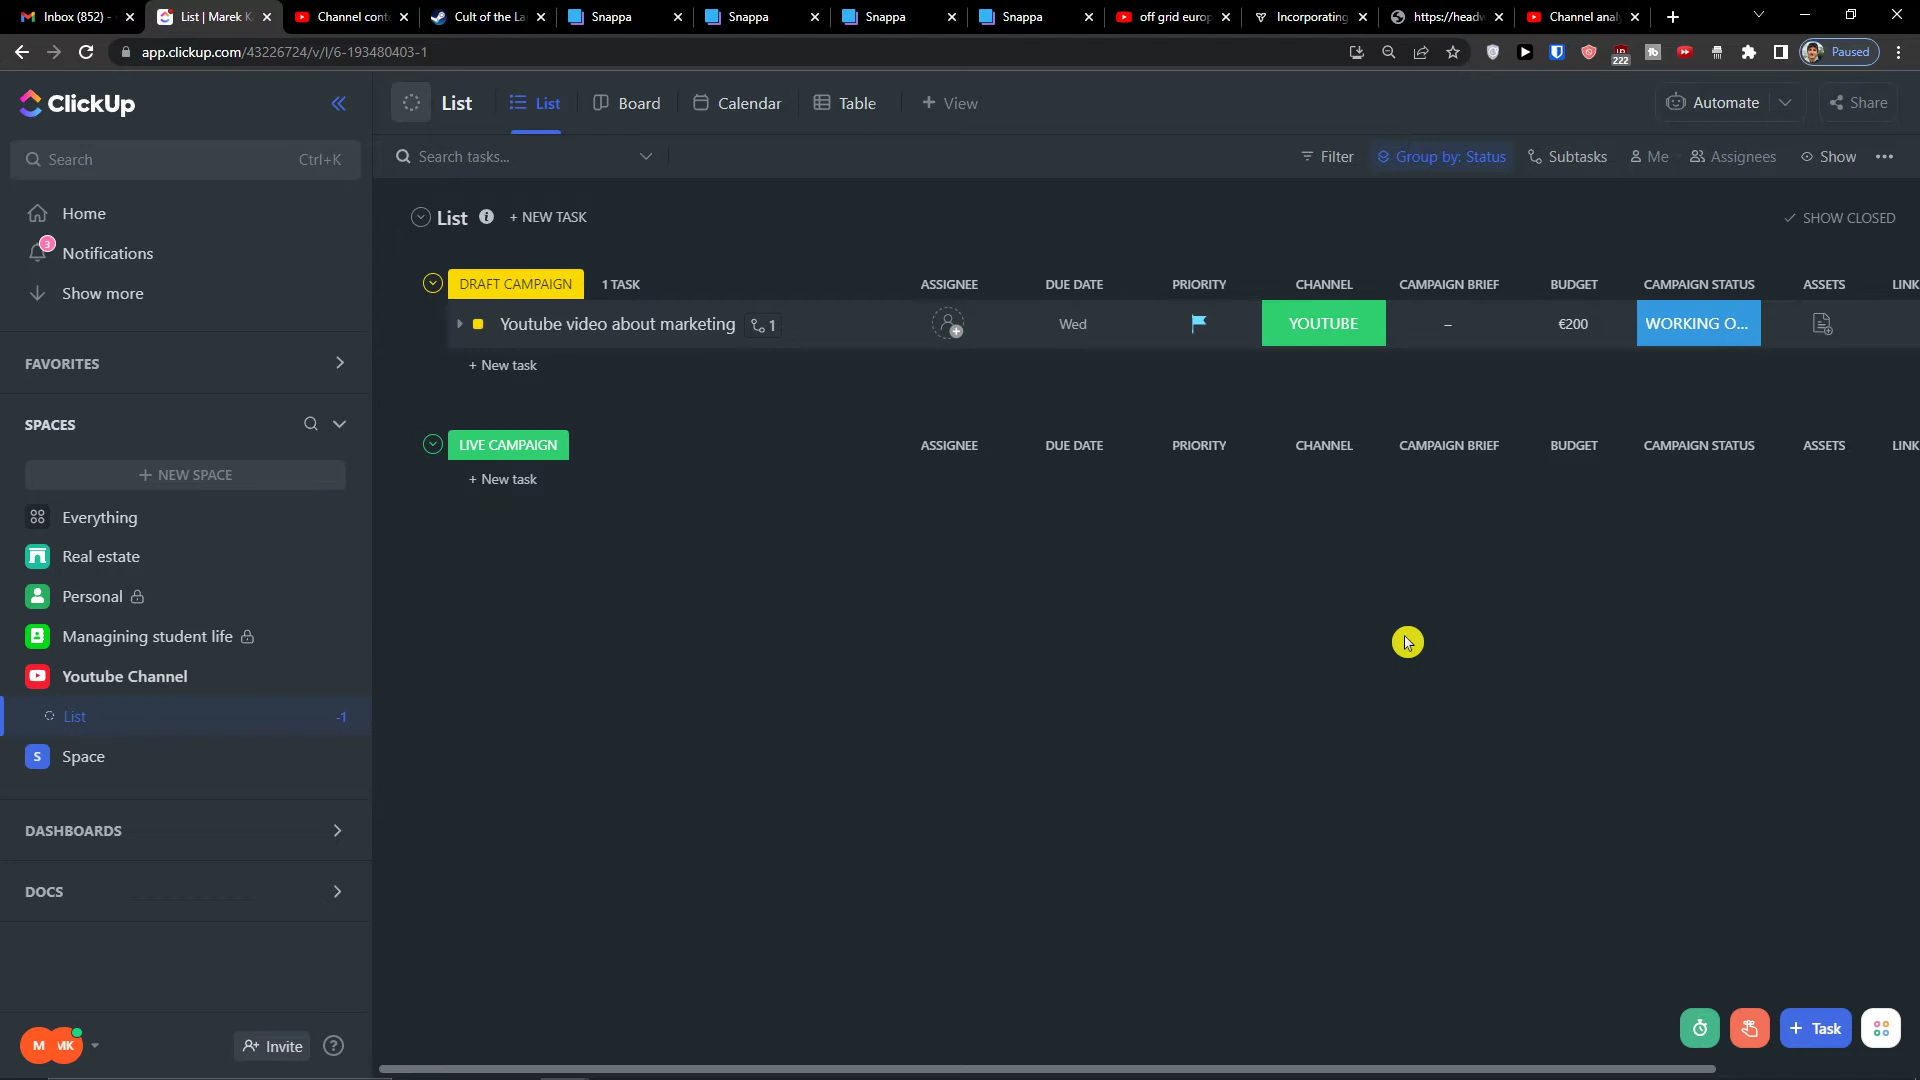 Inbox (852) -
List | Marek K
Channel cont
Cult of the La
Snappa
Snappa
Snappa
Snappa
off grid europ
Incorporating
https://headw
Channel analy
app.clickup.com/43226724/v/l/6-193480403-1
222
Paused
ClickUp
List
List
Board
Calendar
Table
+ View
Automate
Share
Search
Ctrl+K
Search tasks...
Filter
Group by: Status
Subtasks
Me
Assignees
Show
Home
3
Notifications
Show more
List
+ NEW TASK
SHOW CLOSED
DRAFT CAMPAIGN
1 TASK
ASSIGNEE
DUE DATE
PRIORITY
CHANNEL
CAMPAIGN BRIEF
BUDGET
CAMPAIGN STATUS
ASSETS
LINK
Youtube video about marketing
1
Wed
YOUTUBE
–
€200
WORKING O...
+ New task
FAVORITES
SPACES
+ NEW SPACE
LIVE CAMPAIGN
ASSIGNEE
DUE DATE
PRIORITY
CHANNEL
CAMPAIGN BRIEF
BUDGET
CAMPAIGN STATUS
ASSETS
LINK
+ New task
Everything
Real estate
Personal
Managining student life
Youtube Channel
List
-1
S
Space
DASHBOARDS
DOCS
M
MK
Invite
?
+ Task